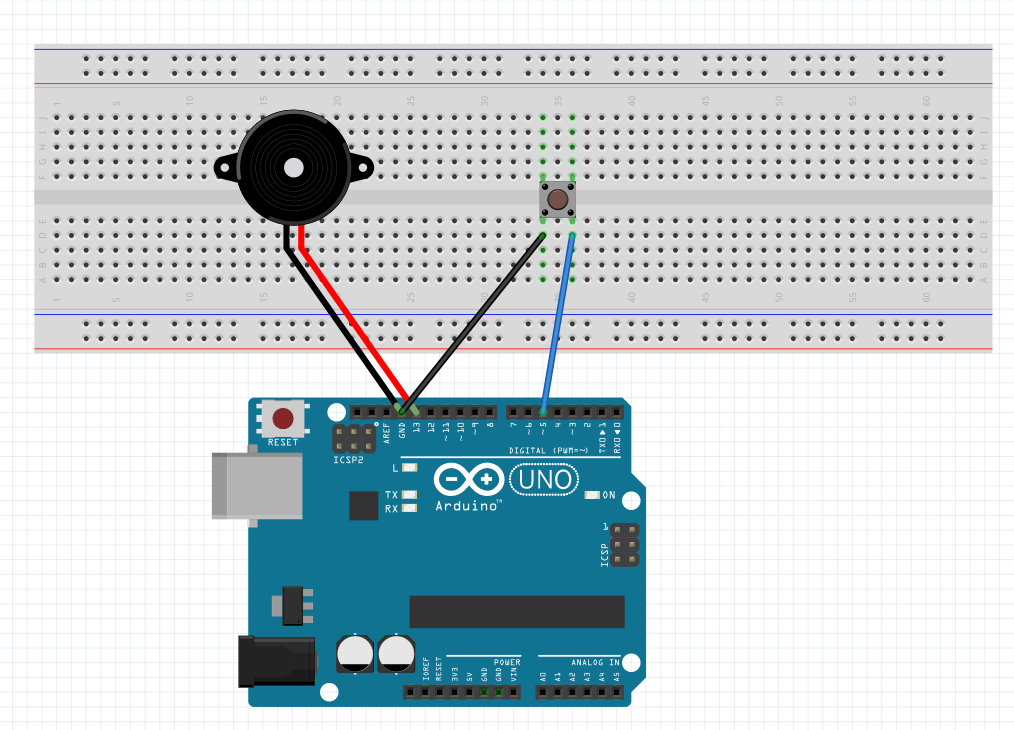 1 5 10 15 20 25 30 35 40 45 50 55 60
J J
I I
H H
G G
F F
E E
D D
C C
B B
A A
1 5 10 15 20 25 30 35 40 45 50 55 60
RESET
AREF GND 13 12 ~11 ~10 ~9 8 7 ~6 ~5 4 ~3 2 TX0▶1 RX0◀0
ICSP2
DIGITAL (PWM=~)
L
UNO
TX ON
RX
Arduino™
1
ICSP
POWER ANALOG IN
IOREF RESET 3V3 5V GND GND VIN A0 A1 A2 A3 A4 A5